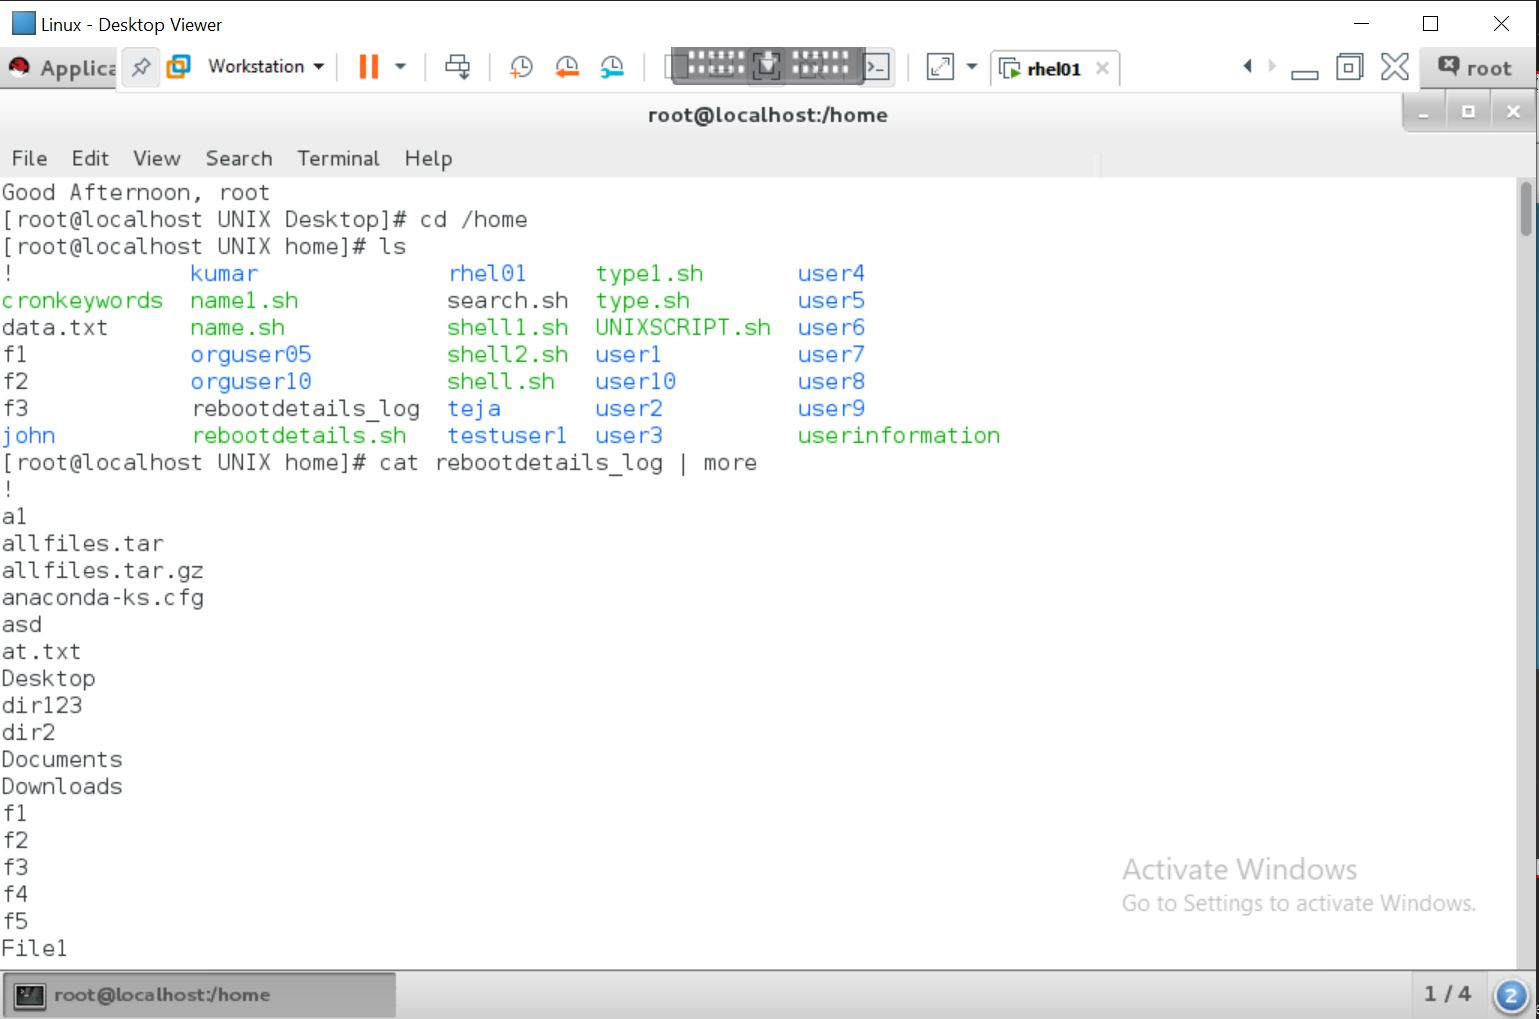 Linux - Desktop Viewer
Applica Workstation rhel01 root
root@localhost:/home
File Edit View Search Terminal Help
Good Afternoon, root
[root@localhost UNIX Desktop]# cd /home
[root@localhost UNIX home]# ls
! kumar rhel01 type1.sh user4
cronkeywords name1.sh search.sh type.sh user5
data.txt name.sh shell1.sh UNIXSCRIPT.sh user6
f1 orguser05 shell2.sh user1 user7
f2 orguser10 shell.sh user10 user8
f3 rebootdetails_log teja user2 user9
john rebootdetails.sh testuser1 user3 userinformation
[root@localhost UNIX home]# cat rebootdetails_log | more
!
a1
allfiles.tar
allfiles.tar.gz
anaconda-ks.cfg
asd
at.txt
Desktop
dir123
dir2
Documents
Downloads
f1
f2
f3
f4
f5
File1
Activate Windows
Go to Settings to activate Windows.
root@localhost:/home 1 / 4 2